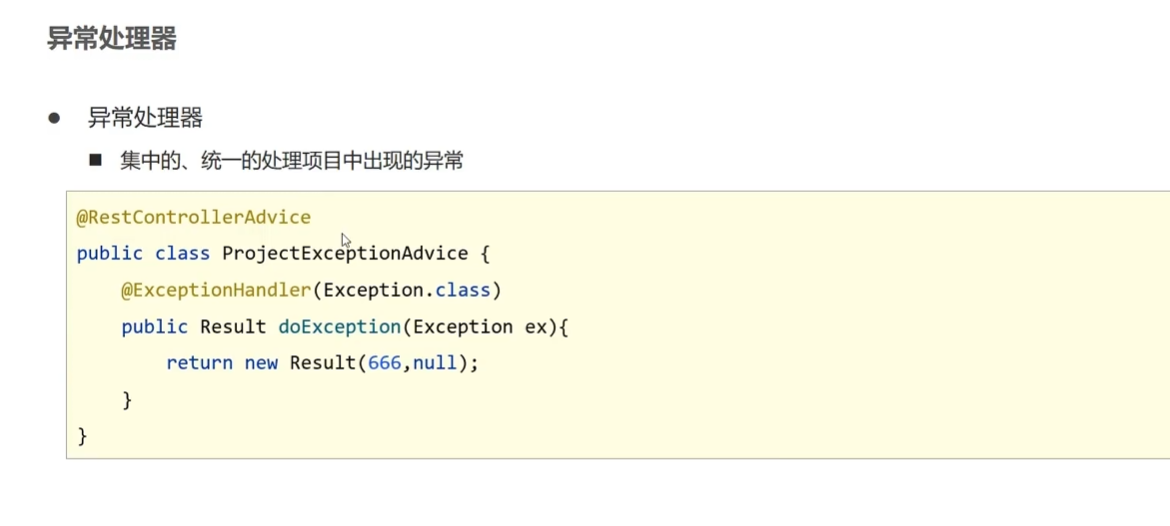 异常处理器
● 异常处理器
■ 集中的、统一的处理项目中出现的异常
@RestControllerAdvice
public class ProjectExceptionAdvice {
    @ExceptionHandler(Exception.class)
    public Result doException(Exception ex){
        return new Result(666,null);
    }
}